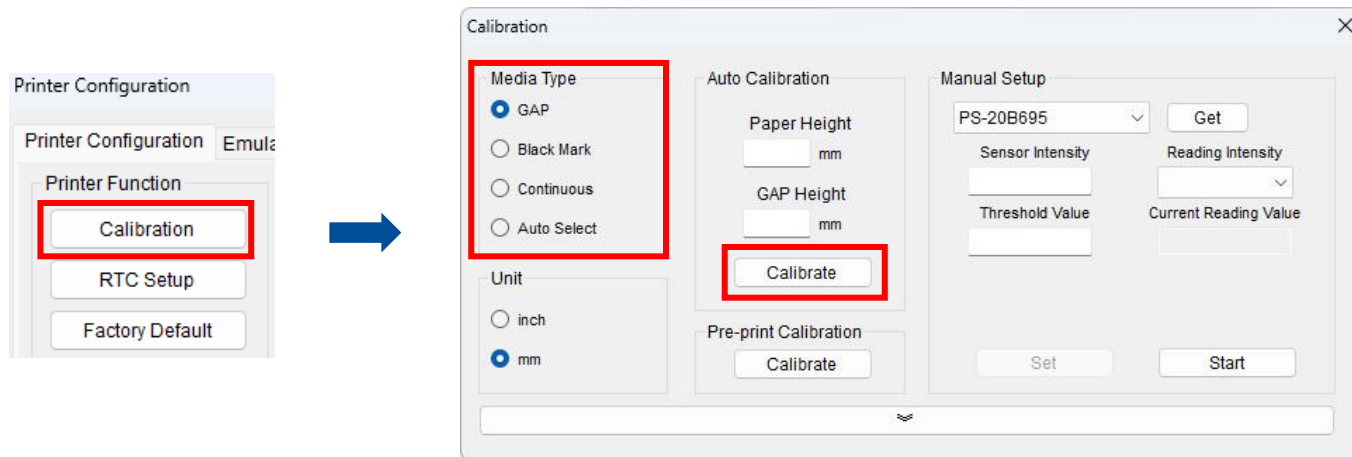 Printer Configuration
Printer Configuration Emula
Printer Function
Calibration
RTC Setup
Factory Default
Calibration
Media Type
GAP
Black Mark
Continuous
Auto Select
Unit
inch
mm
Auto Calibration
Paper Height
mm
GAP Height
mm
Calibrate
Pre-print Calibration
Calibrate
Manual Setup
PS-20B695 Get
Sensor Intensity Reading Intensity
Threshold Value Current Reading Value
Set Start